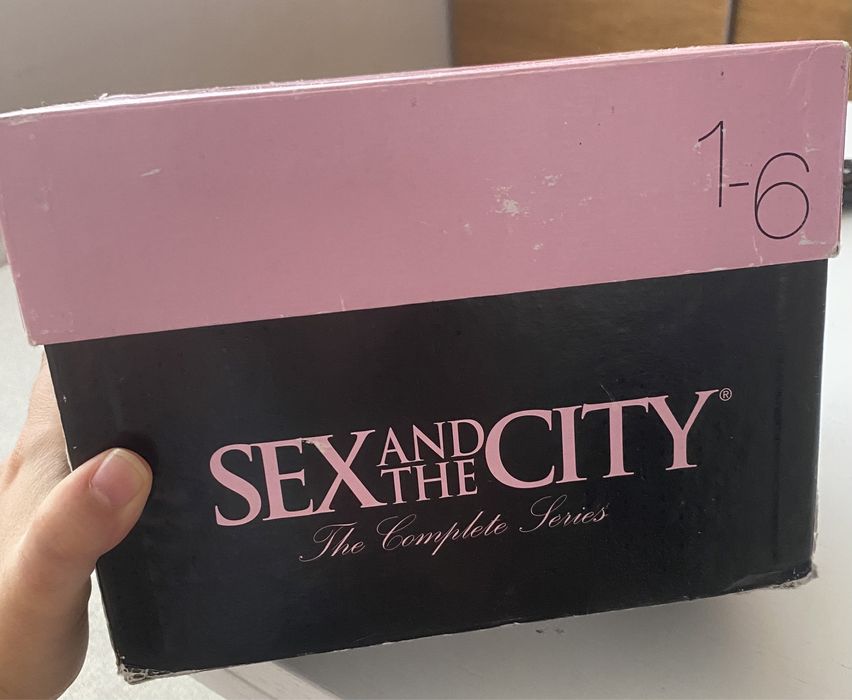 1-6
SEX AND THE CITY®
The Complete Series